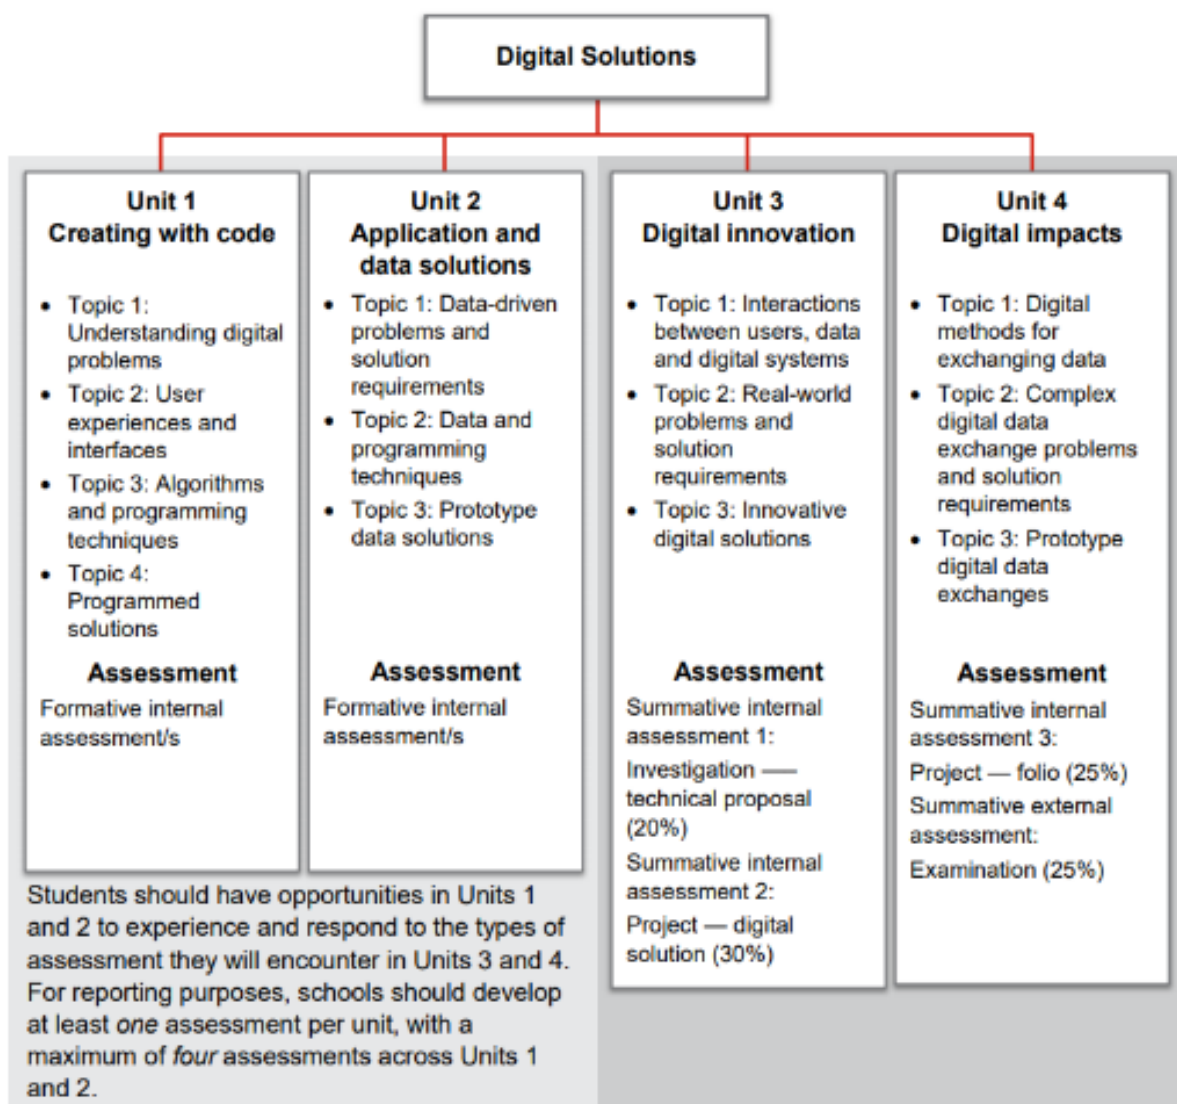 Digital Solutions
Unit 1
Creating with code
• Topic 1:
Understanding digital
problems
• Topic 2: User
experiences and
interfaces
• Topic 3: Algorithms
and programming
techniques
• Topic 4:
Programmed
solutions
Assessment
Formative internal
assessment/s
Unit 2
Application and
data solutions
• Topic 1: Data-driven
problems and
solution
requirements
• Topic 2: Data and
programming
techniques
• Topic 3: Prototype
data solutions
Assessment
Formative internal
assessment/s
Students should have opportunities in Units 1
and 2 to experience and respond to the types of
assessment they will encounter in Units 3 and 4.
For reporting purposes, schools should develop
at least one assessment per unit, with a
maximum of four assessments across Units 1
and 2.
Unit 3
Digital innovation
• Topic 1: Interactions
between users, data
and digital systems
• Topic 2: Real-world
problems and
solution
requirements
• Topic 3: Innovative
digital solutions
Assessment
Summative internal
assessment 1:
Investigation —
technical proposal
(20%)
Summative internal
assessment 2:
Project — digital
solution (30%)
Unit 4
Digital impacts
• Topic 1: Digital
methods for
exchanging data
• Topic 2: Complex
digital data
exchange problems
and solution
requirements
• Topic 3: Prototype
digital data
exchanges
Assessment
Summative internal
assessment 3:
Project — folio (25%)
Summative external
assessment:
Examination (25%)